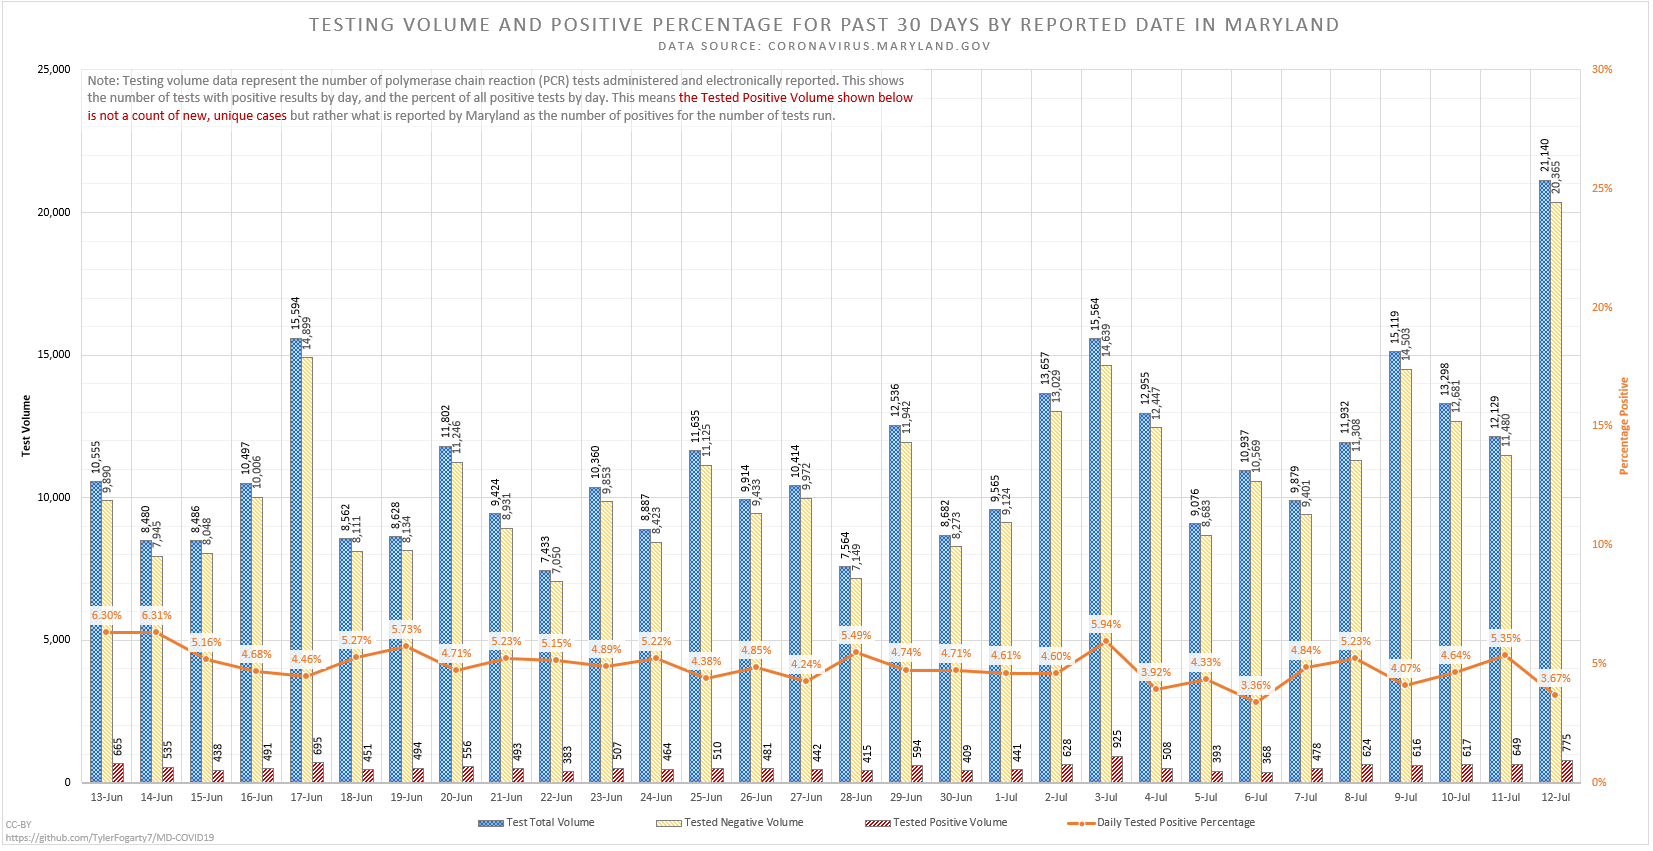 TESTING VOLUME AND POSITIVE PERCENTAGE FOR PAST 30 DAYS BY REPORTED DATE IN MARYLAND
DATA SOURCE: CORONAVIRUS.MARYLAND.GOV
Note: Testing volume data represent the number of polymerase chain reaction (PCR) tests administered and electronically reported. This shows
the number of tests with positive results by day, and the percent of all positive tests by day. This means the Tested Positive Volume shown below
is not a count of new, unique cases but rather what is reported by Maryland as the number of positives for the number of tests run.
Test Volume
25,000
20,000
15,000
10,000
5,000
0
Percentage Positive
30%
25%
20%
15%
10%
5%
0%
10,555 9,890 6.30% 665
8,480 7,945 6.31% 535
8,486 8,048 5.16% 438
10,497 10,006 4.68% 491
15,594 14,899 4.46% 695
8,562 8,111 5.27% 451
8,628 8,134 5.73% 494
11,802 11,246 4.71% 556
9,424 8,931 5.23% 493
7,433 7,050 5.15% 383
10,360 9,853 4.89% 507
8,887 8,423 5.22% 464
11,635 11,125 4.38% 510
9,914 9,433 4.85% 481
10,414 9,972 4.24% 442
7,564 7,149 5.49% 415
12,536 11,942 4.74% 594
8,682 8,273 4.71% 409
9,565 9,124 4.61% 441
13,657 13,029 4.60% 628
15,564 14,639 5.94% 925
12,955 12,447 3.92% 508
9,076 8,683 4.33% 393
10,937 10,569 3.36% 368
9,879 9,401 4.84% 478
11,932 11,308 5.23% 624
15,119 14,503 4.07% 616
13,298 12,681 4.64% 617
12,129 11,480 5.35% 649
21,140 20,365 3.67% 775
13-Jun 14-Jun 15-Jun 16-Jun 17-Jun 18-Jun 19-Jun 20-Jun 21-Jun 22-Jun 23-Jun 24-Jun 25-Jun 26-Jun 27-Jun 28-Jun 29-Jun 30-Jun 1-Jul 2-Jul 3-Jul 4-Jul 5-Jul 6-Jul 7-Jul 8-Jul 9-Jul 10-Jul 11-Jul 12-Jul
Test Total Volume Tested Negative Volume Tested Positive Volume Daily Tested Positive Percentage
CC-BY
https://github.com/TylerFogarty7/MD-COVID19